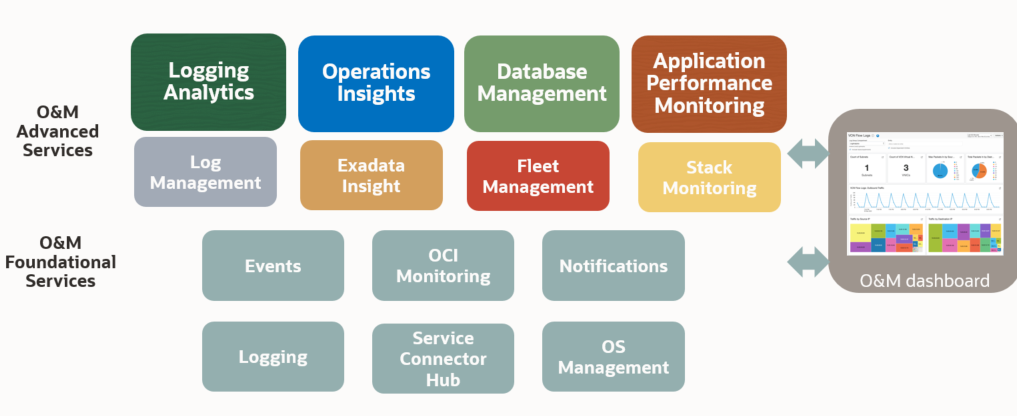 Logging
Analytics
Operations
Insights
Database
Management
Application
Performance
Monitoring
O&M
Advanced
Services
Log
Management
Exadata
Insight
Fleet
Management
Stack
Monitoring
O&M
Foundational
Services
Events
OCI
Monitoring
Notifications
Logging
Service
Connector
Hub
OS
Management
1
3
O&M dashboard